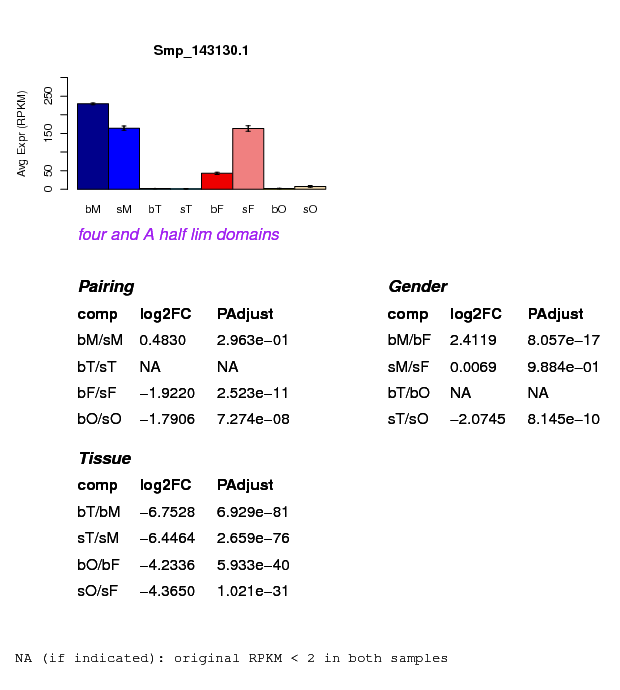 Smp_143130.1
Avg Expr (RPKM)
250
150
50
0
bM sM bT sT bF sF bO sO
four and A half lim domains
Pairing
comp log2FC PAdjust
bM/sM 0.4830 2.963e−01
bT/sT NA NA
bF/sF −1.9220 2.523e−11
bO/sO −1.7906 7.274e−08
Gender
comp log2FC PAdjust
bM/bF 2.4119 8.057e−17
sM/sF 0.0069 9.884e−01
bT/bO NA NA
sT/sO −2.0745 8.145e−10
Tissue
comp log2FC PAdjust
bT/bM −6.7528 6.929e−81
sT/sM −6.4464 2.659e−76
bO/bF −4.2336 5.933e−40
sO/sF −4.3650 1.021e−31
NA (if indicated): original RPKM < 2 in both samples